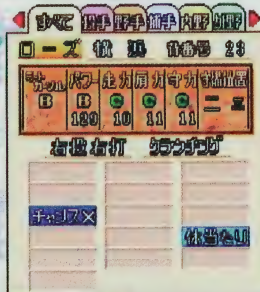 すべて 投手 野手 捕手 内野 外野
ローズ 横浜 背番号 23
ミートカーソル パワー 走力 肩力 守力 守備位置
B B C C C 二 三
129 10 11 11
右投右打 クラウチング
チャンス×
体当たり